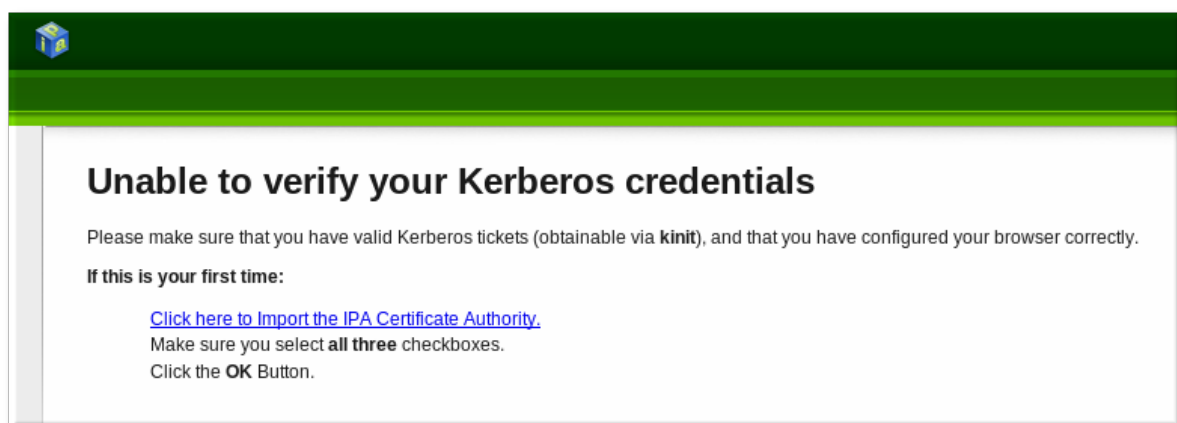 ipa
Unable to verify your Kerberos credentials
Please make sure that you have valid Kerberos tickets (obtainable via kinit), and that you have configured your browser correctly.
If this is your first time:
Click here to Import the IPA Certificate Authority.
Make sure you select all three checkboxes.
Click the OK Button.